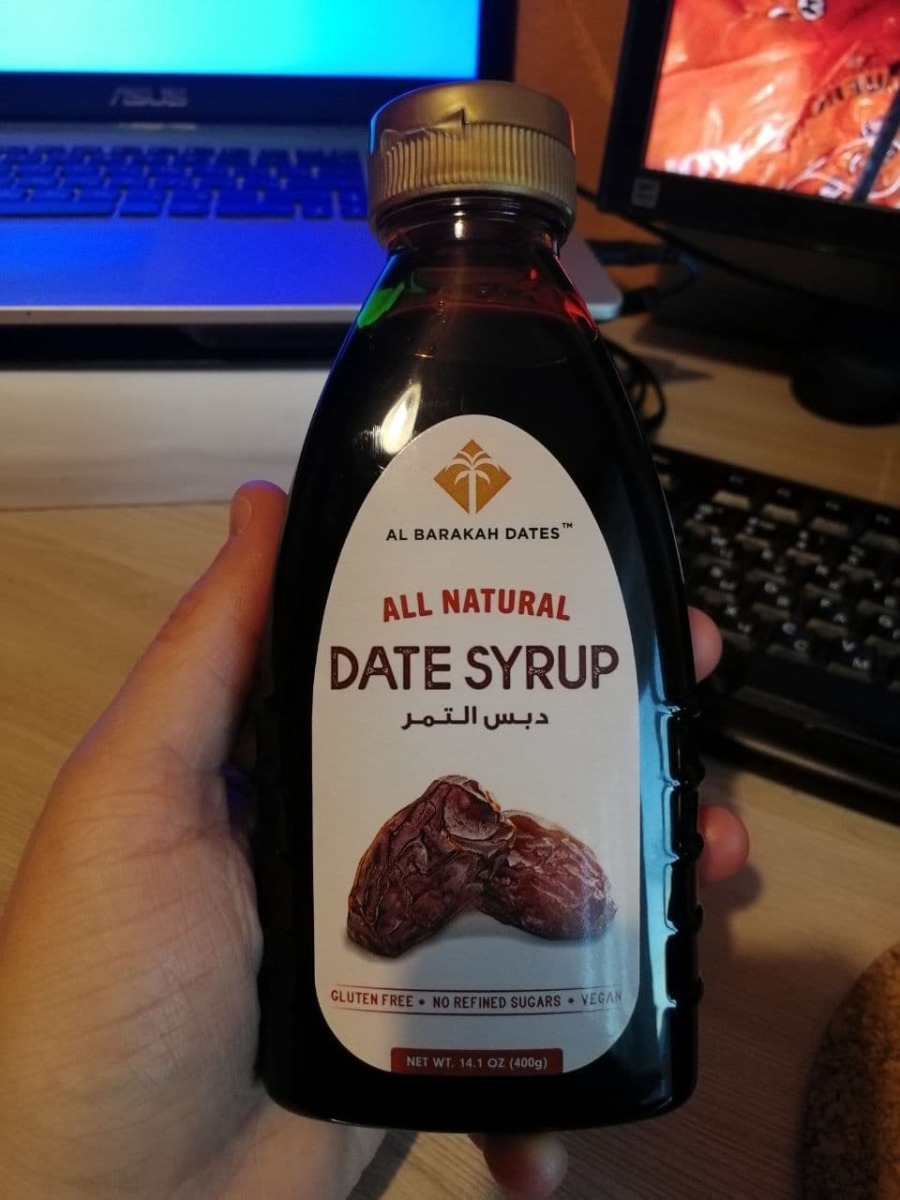 ASUS
AL BARAKAH DATES™
ALL NATURAL
DATE SYRUP
دبس التمر
GLUTEN FREE • NO REFINED SUGARS • VEGAN
NET WT. 14.1 OZ (400g)